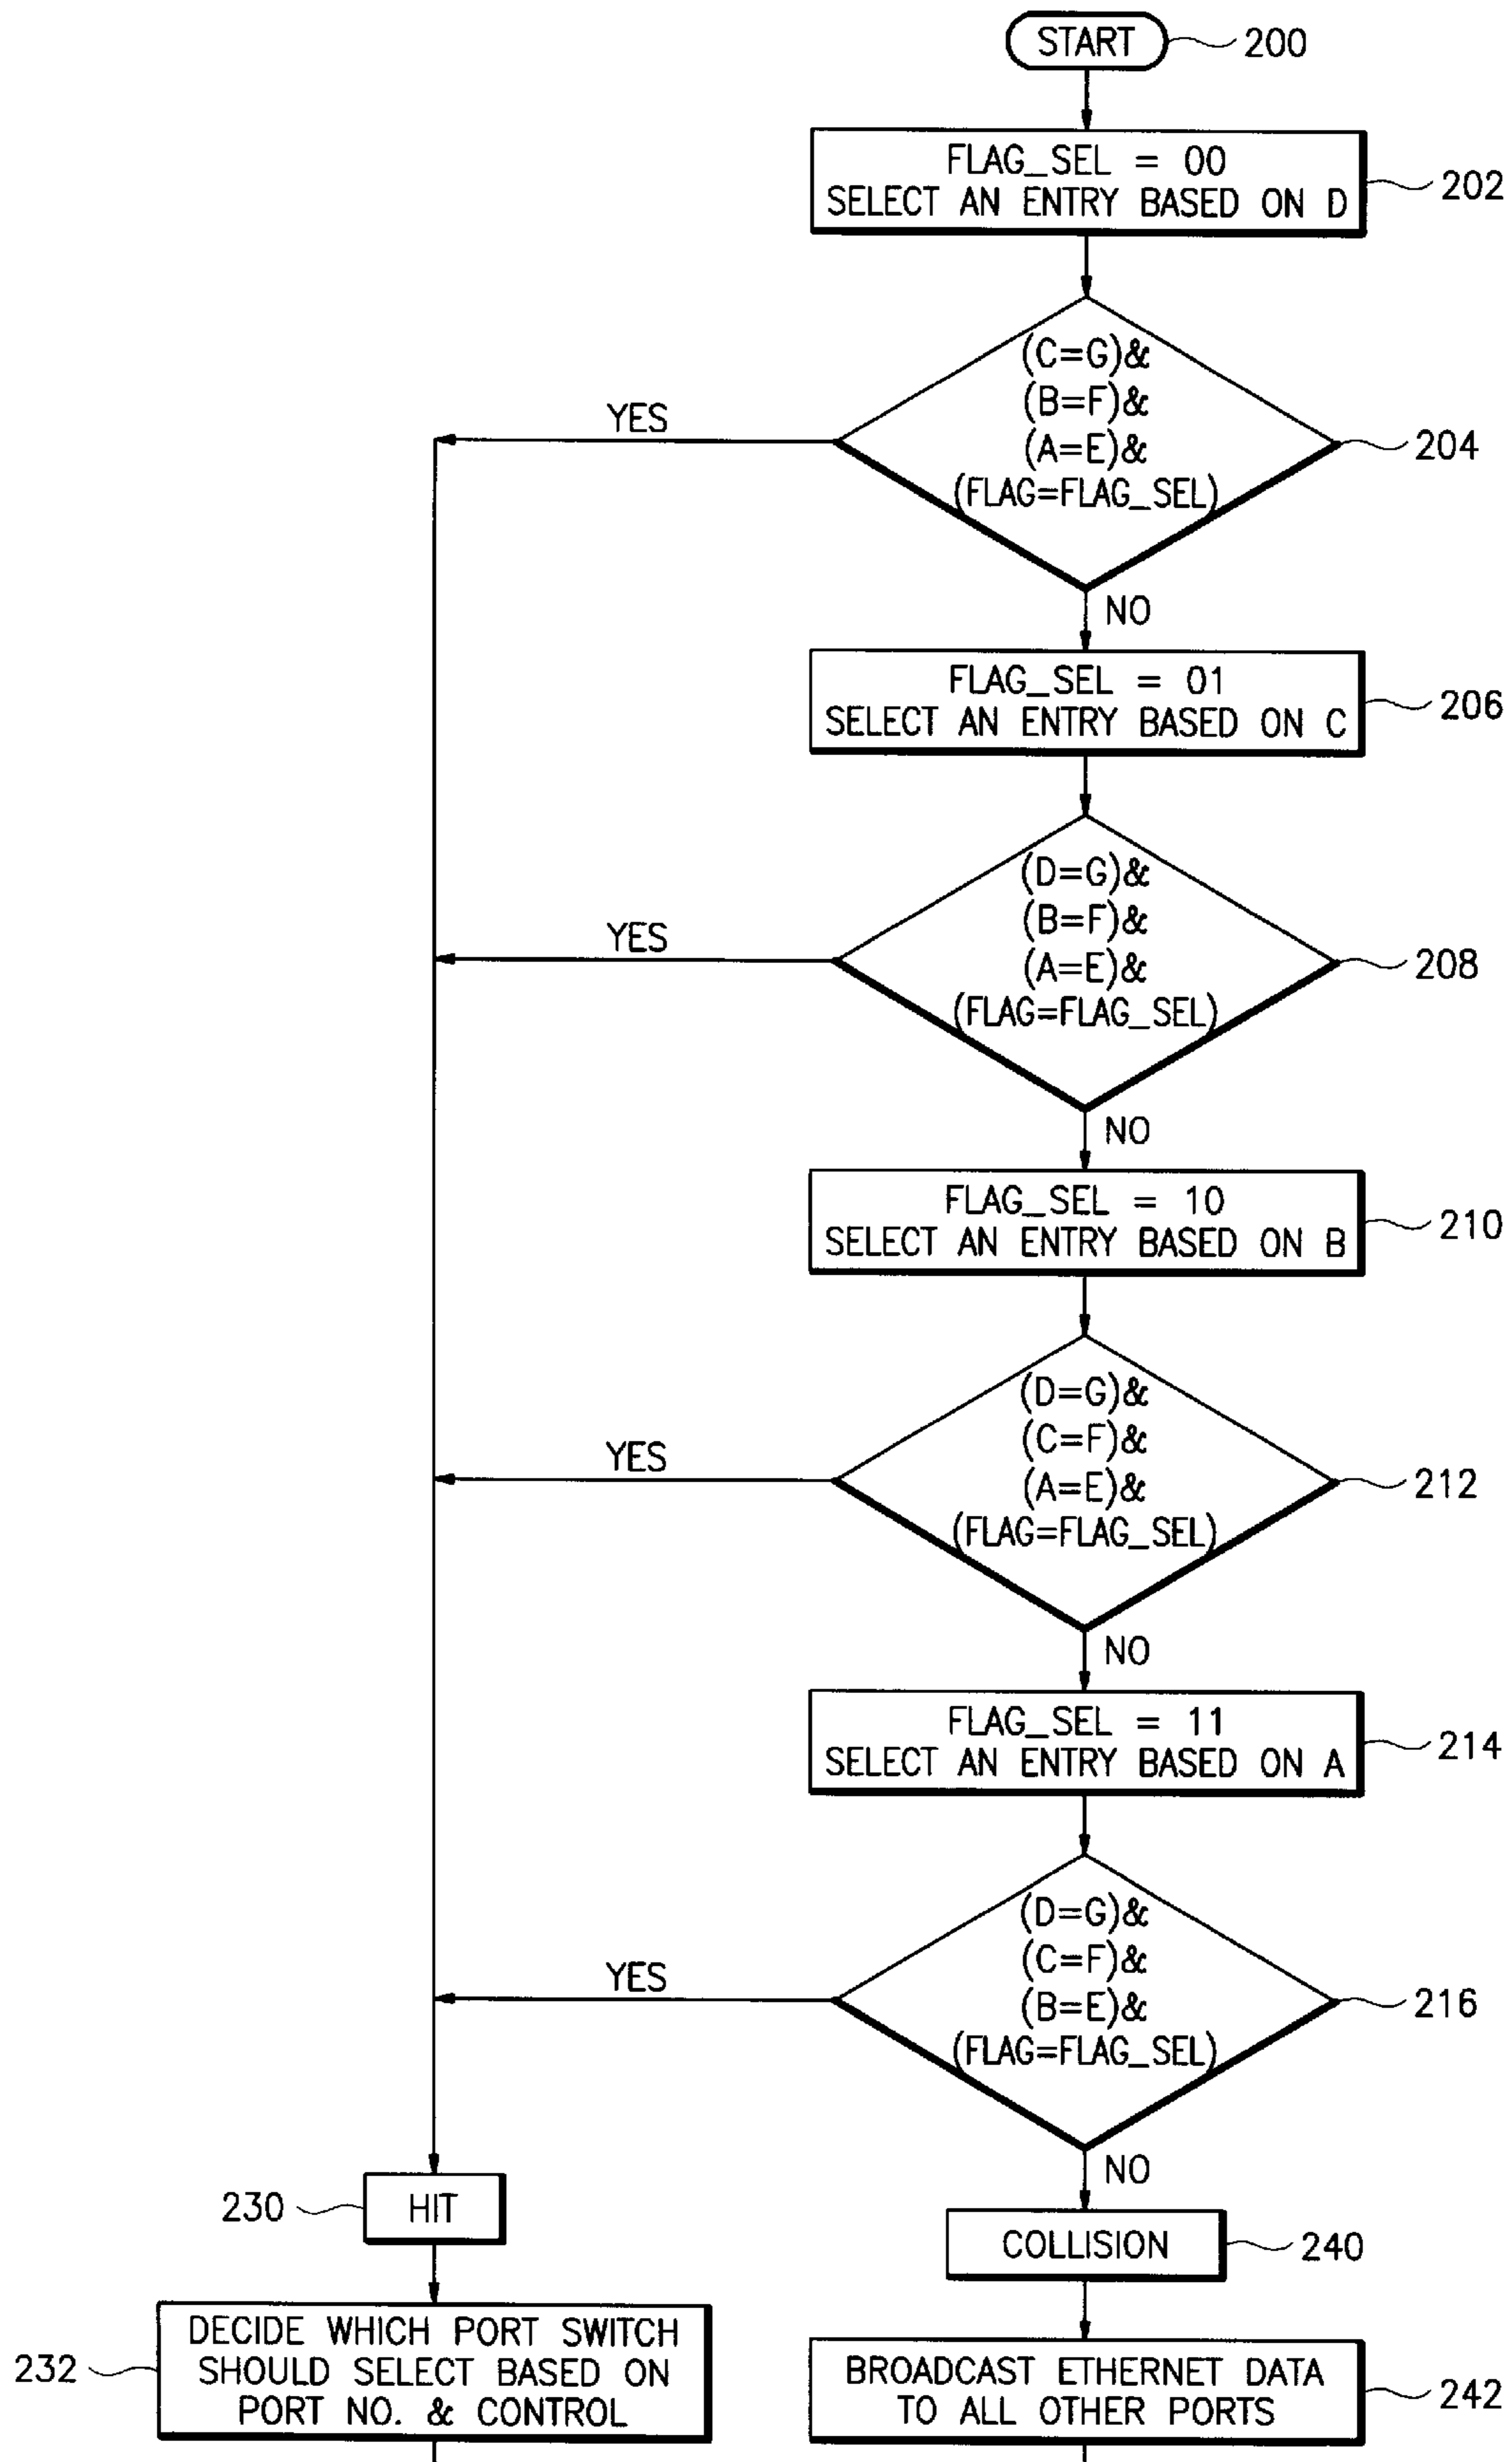 START
200
FLAG_SEL = 00
SELECT AN ENTRY BASED ON D
202
(C=G)&
(B=F)&
(A=E)&
(FLAG=FLAG_SEL)
204
YES
NO
FLAG_SEL = 01
SELECT AN ENTRY BASED ON C
206
(D=G)&
(B=F)&
(A=E)&
(FLAG=FLAG_SEL)
208
YES
NO
FLAG_SEL = 10
SELECT AN ENTRY BASED ON B
210
(D=G)&
(C=F)&
(A=E)&
(FLAG=FLAG_SEL)
212
YES
NO
FLAG_SEL = 11
SELECT AN ENTRY BASED ON A
214
(D=G)&
(C=F)&
(B=E)&
(FLAG=FLAG_SEL)
216
YES
NO
230
HIT
COLLISION
240
232
DECIDE WHICH PORT SWITCH
SHOULD SELECT BASED ON
PORT NO. & CONTROL
BROADCAST ETHERNET DATA
TO ALL OTHER PORTS
242